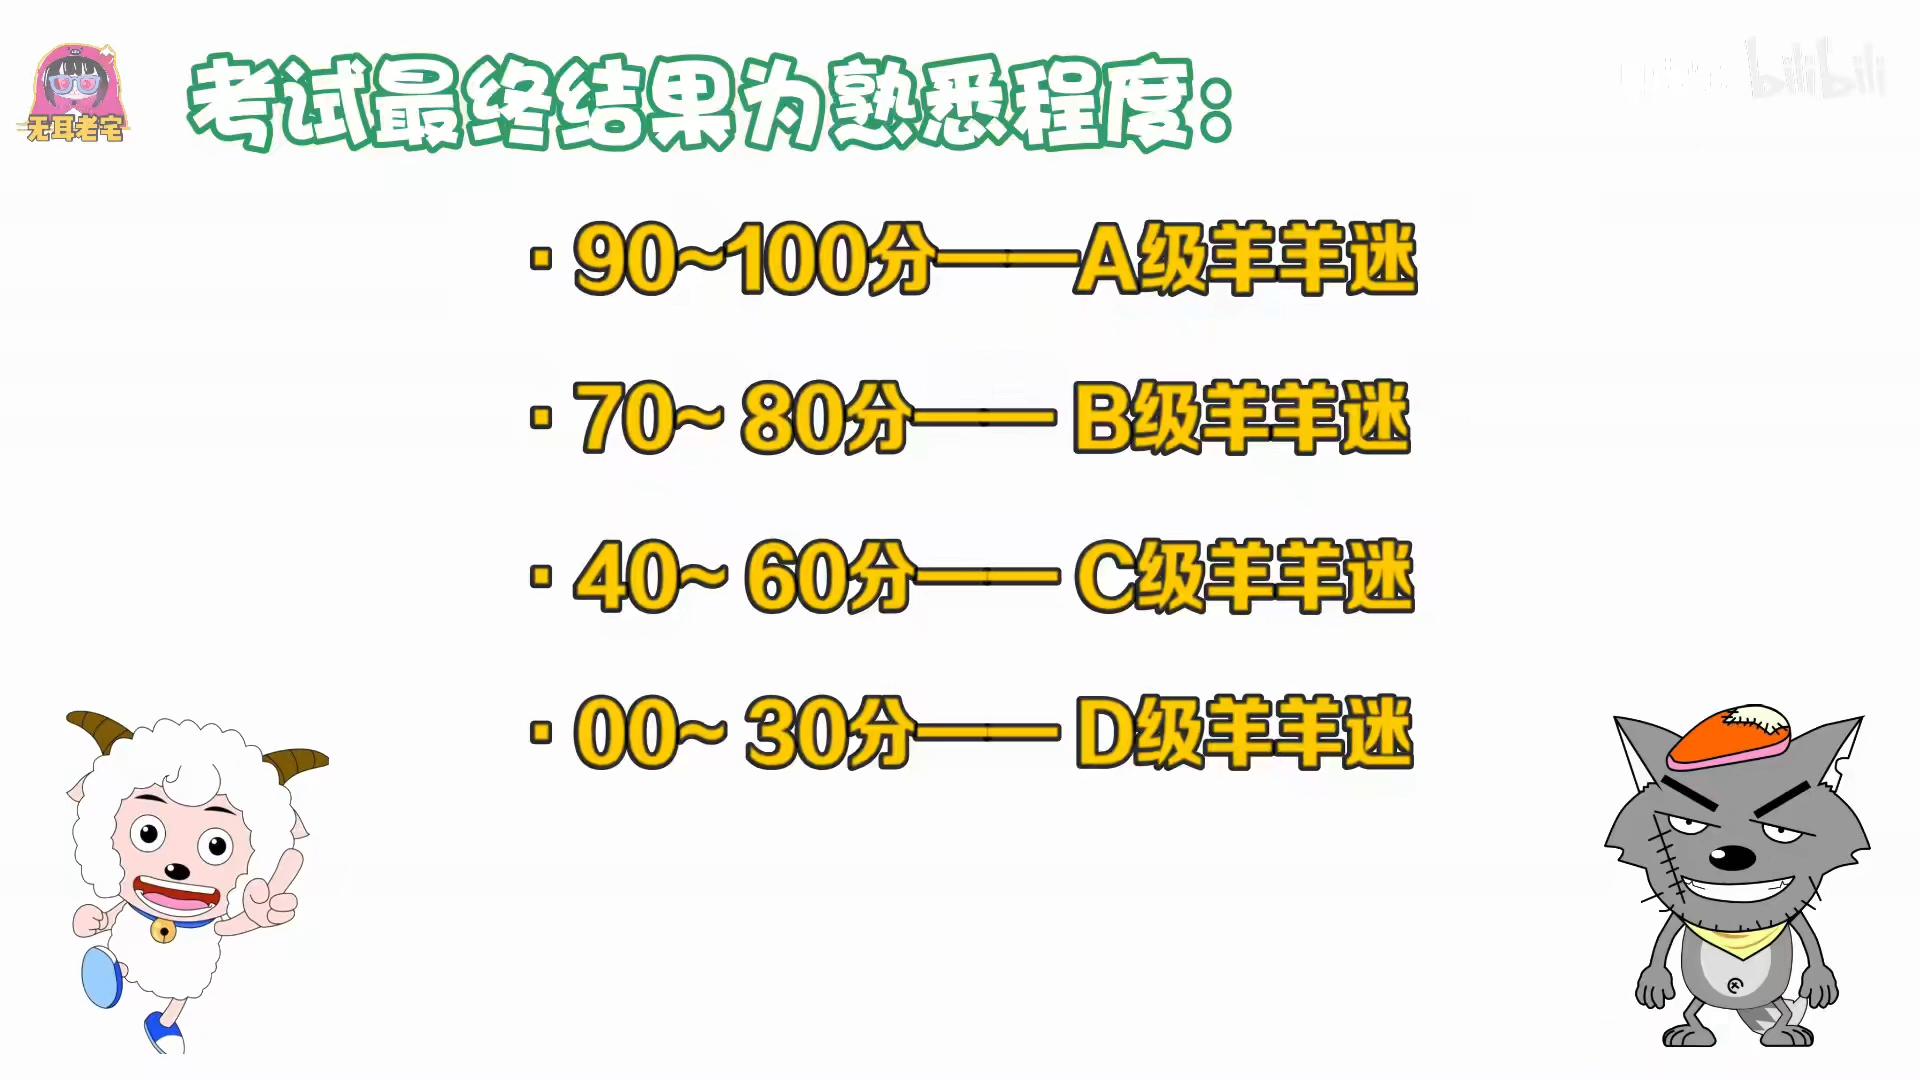 无耳老宅
考试最终结果为熟悉程度：
bilibili
·90~100分——A级羊羊迷
·70~ 80分—— B级羊羊迷
·40~ 60分—— C级羊羊迷
·00~ 30分—— D级羊羊迷